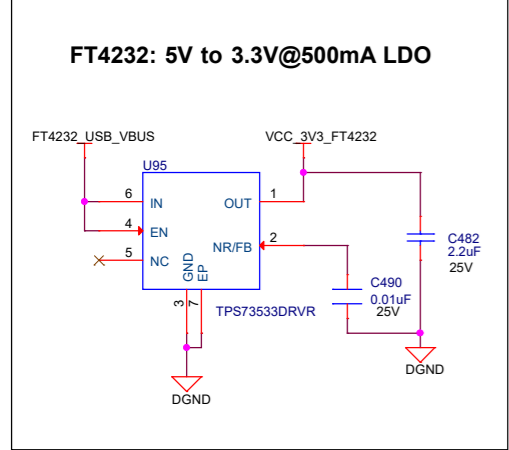 FT4232: 5V to 3.3V@500mA LDO
FT4232_USB_VBUS
VCC_3V3_FT4232
U95
6
IN
OUT
1
4
EN
NR/FB
2
5
NC
GND
EP
3
7
TPS73533DRVR
C482
2.2uF
25V
C490
0.01uF
25V
DGND
DGND